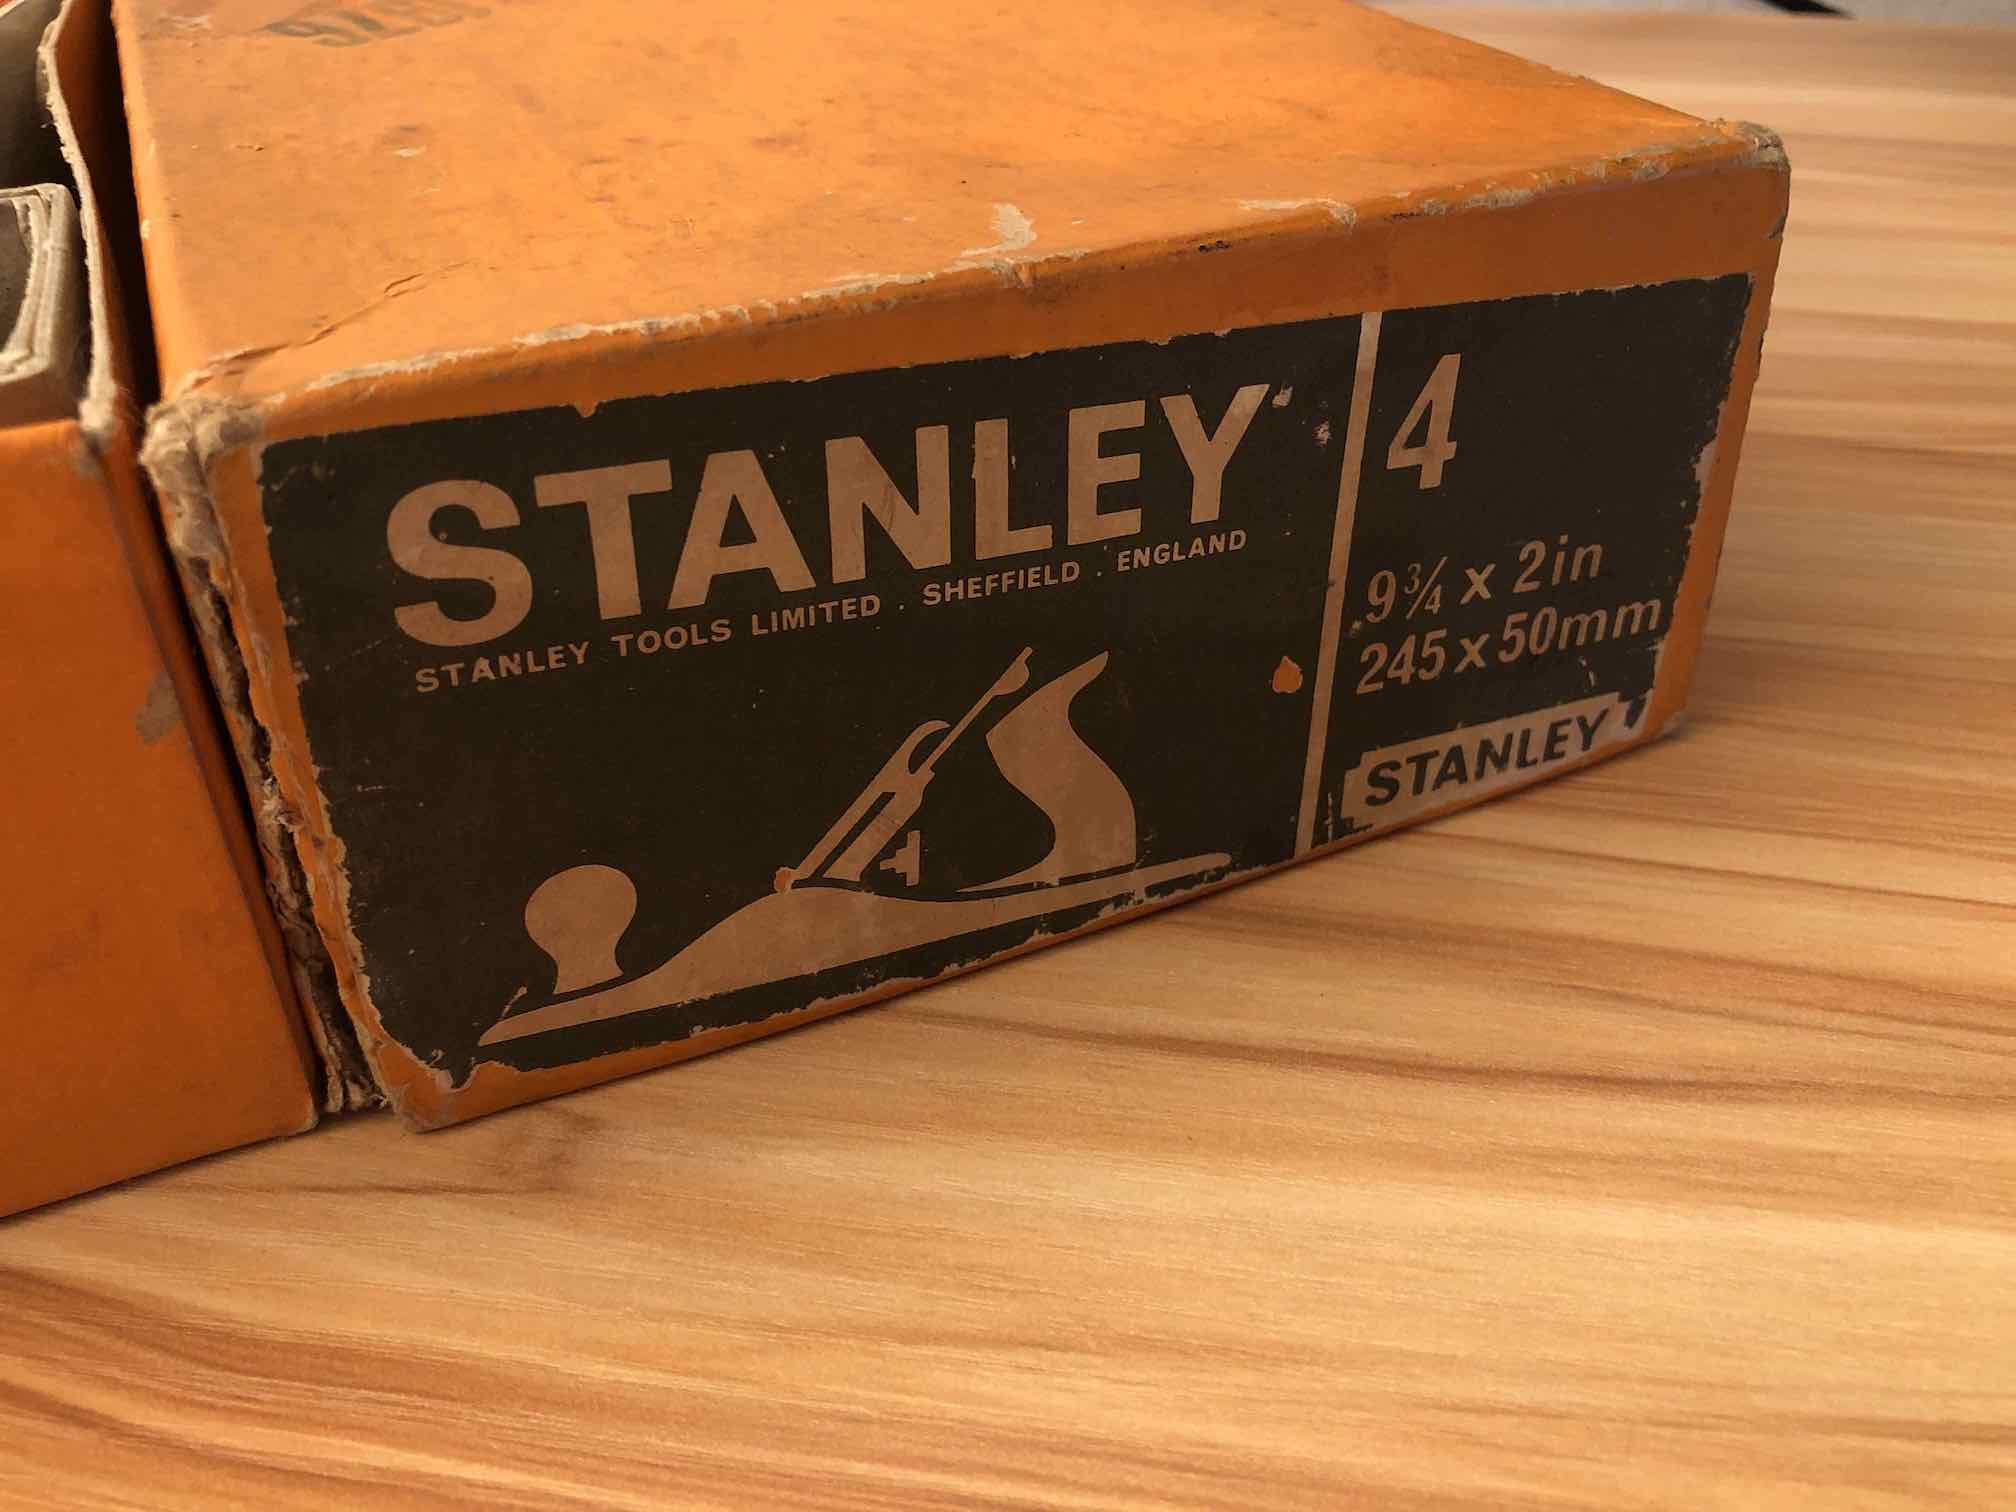 STANLEY
STANLEY TOOLS LIMITED . SHEFFIELD . ENGLAND
4
9¾ x 2in
245 x 50mm
STANLEY